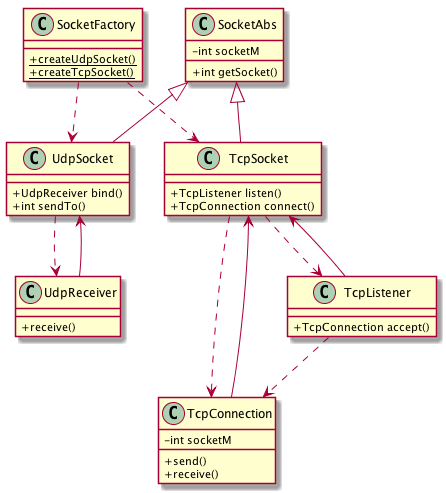 C SocketFactory
+createUdpSocket()
+createTcpSocket()
C SocketAbs
-int socketM
+int getSocket()
C UdpSocket
+UdpReceiver bind()
+int sendTo()
C TcpSocket
+TcpListener listen()
+TcpConnection connect()
C UdpReceiver
+receive()
C TcpListener
+TcpConnection accept()
C TcpConnection
-int socketM
+send()
+receive()